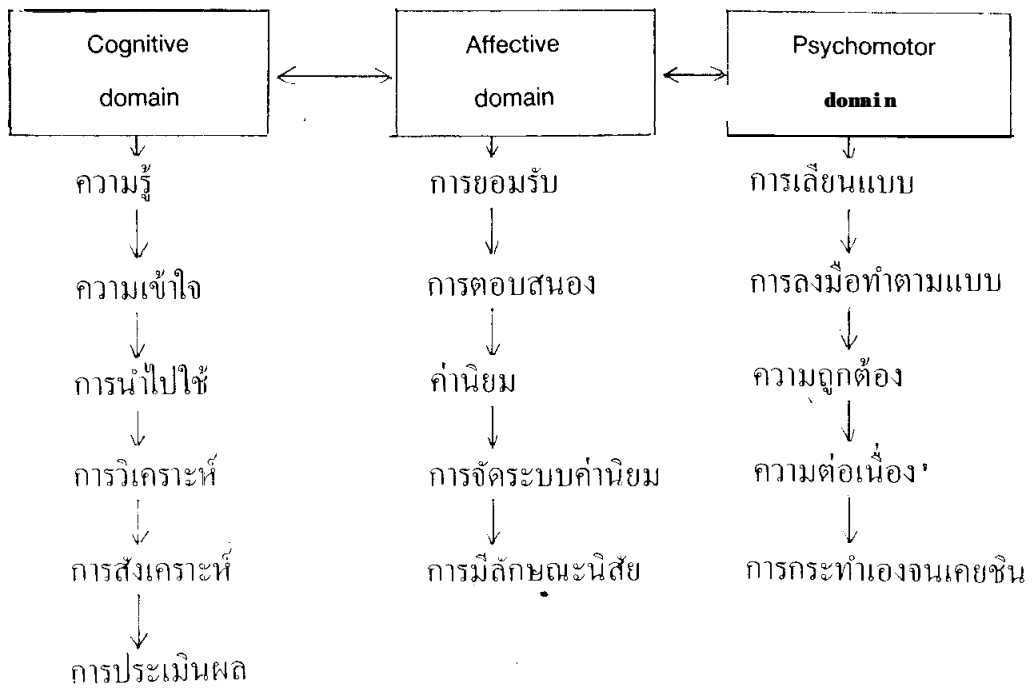 Cognitive
domain
ความรู้
ความเข้าใจ
การนำไปใช้
การวิเคราะห์
การสังเคราะห์
การประเมินผล
Affective
domain
การยอมรับ
การตอบสนอง
ค่านิยม
การจัดระบบค่านิยม
การมีลักษณะนิสัย
Psychomotor
domain
การเลียนแบบ
การลงมือทำตามแบบ
ความถูกต้อง
ความต่อเนื่อง
การกระทำเองจนเคยชิน